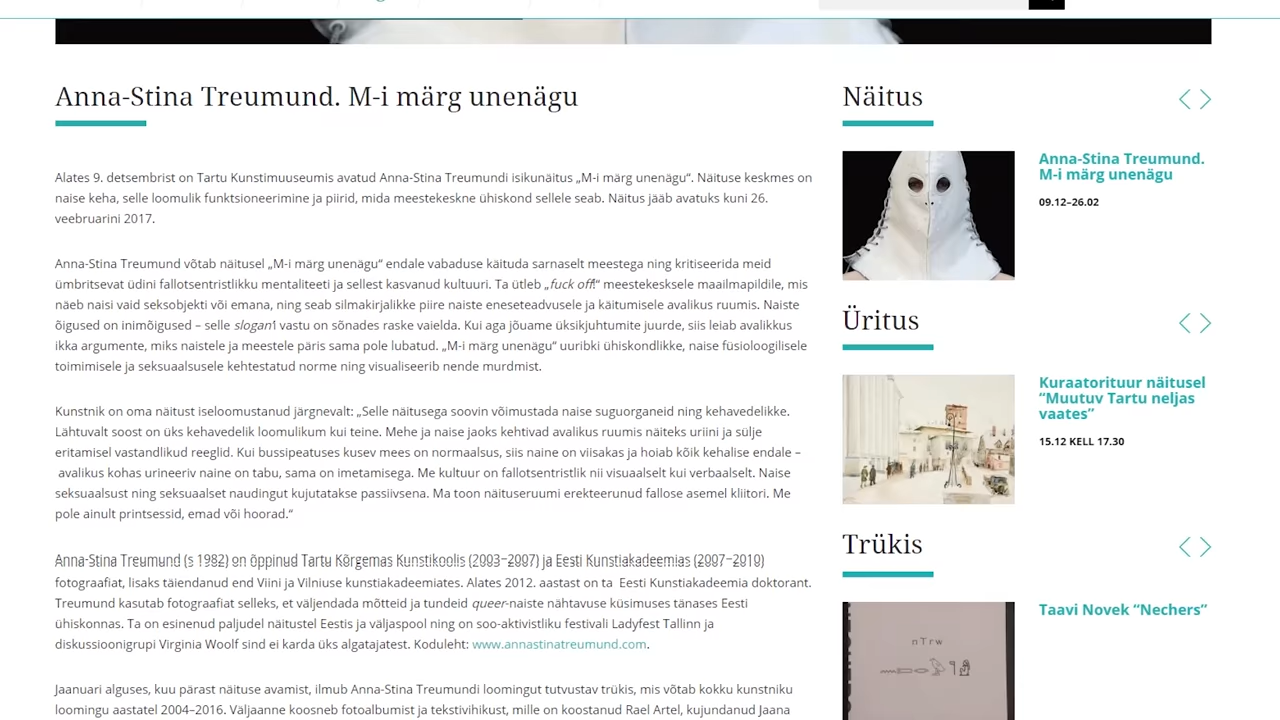 Anna-Stina Treumund. M-i märg unenägu
Alates 9. detsembrist on Tartu Kunstimuuseumis avatud Anna-Stina Treumundi isikunäitus „M-i märg unenägu“. Näituse keskmes on
naise keha, selle loomulik funktsioneerimine ja piirid, mida meestekeskne ühiskond sellele seab. Näitus jääb avatuks kuni 26.
veebruarini 2017.
Anna-Stina Treumund võtab näitusel „M-i märg unenägu“ endale vabaduse käituda sarnaselt meestega ning kritiseerida meid
ümbritsevat üdini fallotsentristlikku mentaliteeti ja sellest kasvanud kultuuri. Ta ütleb „fuck off!“ meestekesksele maailmapildile, mis
näeb naisi vaid seksobjekti või emana, ning seab silmakirjalikke piire naiste eneseteadvusele ja käitumisele avalikus ruumis. Naiste
õigused on inimõigused – selle slogan'i vastu on sõnades raske vaielda. Kui aga jõuame üksikjuhtumite juurde, siis leiab avalikkus
ikka argumente, miks naistele ja meestele päris sama pole lubatud. „M-i märg unenägu“ uuribki ühiskondlikke, naise füsioloogilisele
toimimisele ja seksuaalsusele kehtestatud norme ning visualiseerib nende murdmist.
Kunstnik on oma näitust iseloomustanud järgnevalt: „Selle näitusega soovin võimustada naise suguorganeid ning kehavedelikke.
Lähtuvalt soost on üks kehavedelik loomulikum kui teine. Mehe ja naise jaoks kehtivad avalikus ruumis näiteks uriini ja sülje
eritamisel vastandlikud reeglid. Kui bussipeatuses kusev mees on normaalsus, siis naine on viisakas ja hoiab kõik kehalise endale –
avalikus kohas urineeriv naine on tabu, sama on imetamisega. Me kultuur on fallotsentristlik nii visuaalselt kui verbaalselt. Naise
seksuaalsust ning seksuaalset naudingut kujutatakse passiivsena. Ma toon näituseruumi erekteerunud fallose asemel kliitori. Me
pole ainult printsessid, emad või hoorad.“
Anna-Stina Treumund (s 1982) on õppinud Tartu Kõrgemas Kunstikoolis (2003–2007) ja Eesti Kunstiakadeemias (2007–2010)
fotograafiat, lisaks täiendanud end Viini ja Vilniuse kunstiakadeemiates. Alates 2012. aastast on ta Eesti Kunstiakadeemia doktorant.
Treumund kasutab fotograafiat selleks, et väljendada mõtteid ja tundeid queer-naiste nähtavuse küsimuses tänases Eesti
ühiskonnas. Ta on esinenud paljudel näitustel Eestis ja väljaspool ning on soo-aktivistliku festivali Ladyfest Tallinn ja
diskussioonigrupi Virginia Woolf sind ei karda üks algatajatest. Koduleht: www.annastinatreumund.com.
Jaanuari alguses, kuu pärast näituse avamist, ilmub Anna-Stina Treumundi loomingut tutvustav trükis, mis võtab kokku kunstniku
loomingu aastatel 2004–2016. Väljaanne koosneb fotoalbumist ja tekstivihikust, mille on koostanud Rael Artel, kujundanud Jaana
Näitus
Anna-Stina Treumund.
M-i märg unenägu
09.12–26.02
Üritus
Kuraatorituur näitusel
“Muutuv Tartu neljas
vaates”
15.12 KELL 17.30
Trükis
Taavi Novek “Nechers”
nTrw